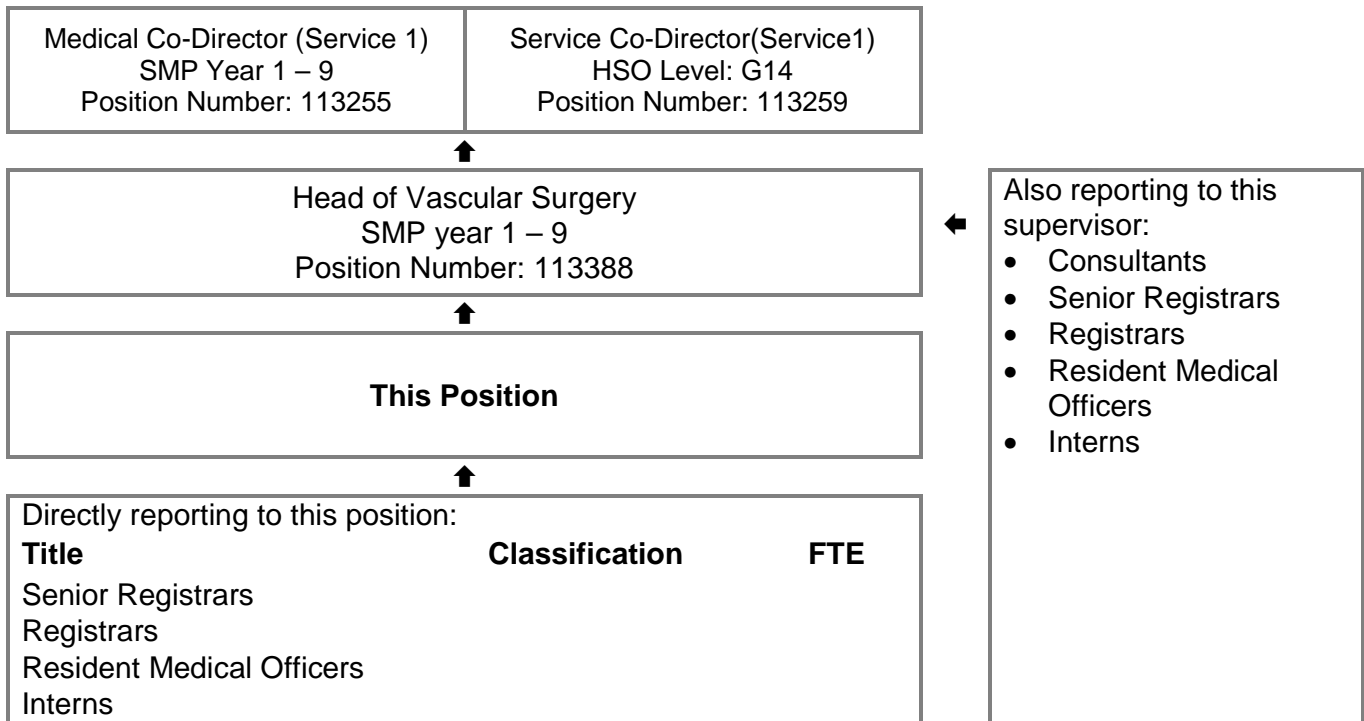 Medical Co-Director (Service 1)
SMP Year 1 – 9
Position Number: 113255
Service Co-Director(Service1)
HSO Level: G14
Position Number: 113259
Head of Vascular Surgery
SMP year 1 – 9
Position Number: 113388
Also reporting to this
supervisor:
• Consultants
• Senior Registrars
• Registrars
• Resident Medical
Officers
• Interns
This Position
Directly reporting to this position:
Title Classification FTE
Senior Registrars
Registrars
Resident Medical Officers
Interns